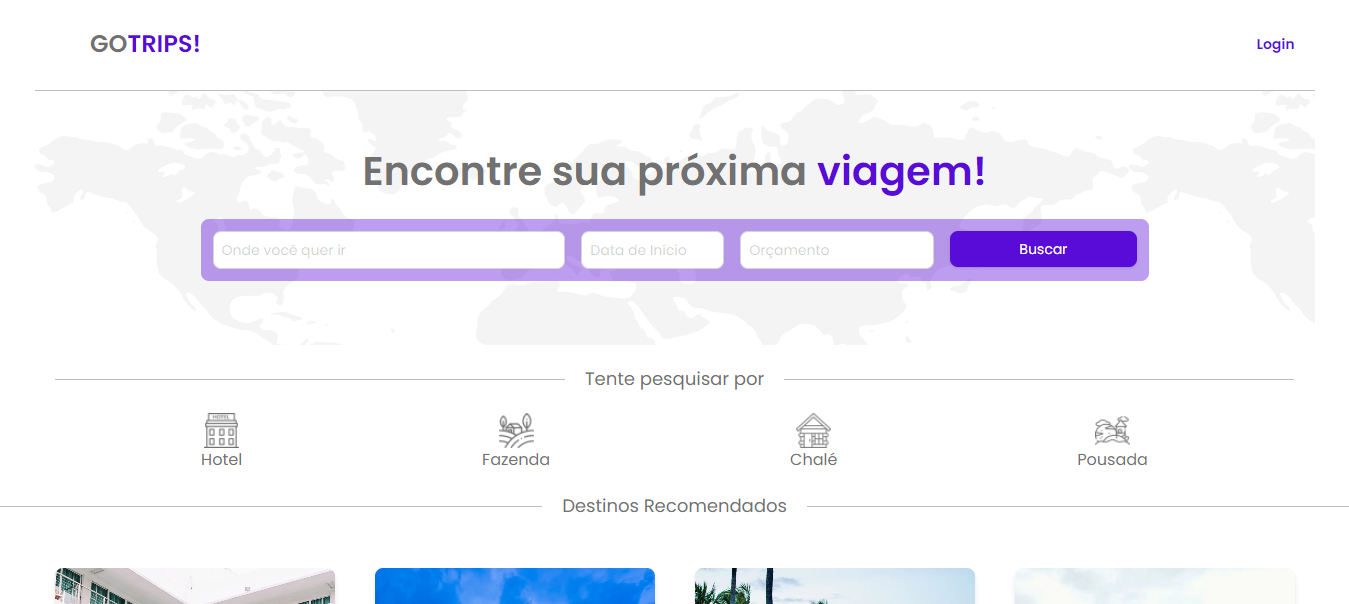 GOTRIPS!
Login
Encontre sua próxima viagem!
Onde você quer ir
Data de Início
Orçamento
Buscar
Tente pesquisar por
HOTEL
Hotel
Fazenda
Chalé
Pousada
Destinos Recomendados